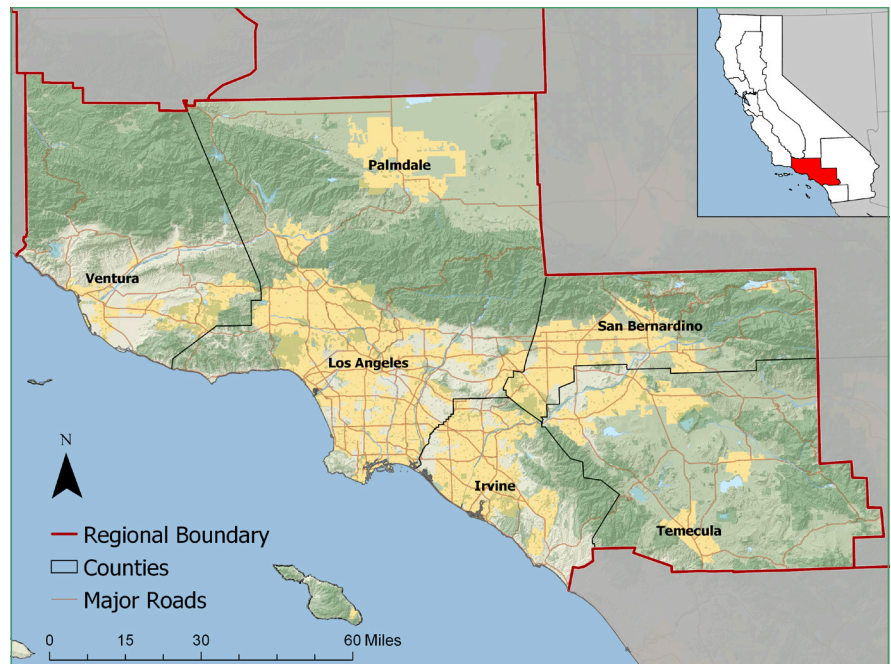 Palmdale
Ventura
San Bernardino
Los Angeles
Irvine
Temecula
N
Regional Boundary
Counties
Major Roads
0 15 30 60 Miles